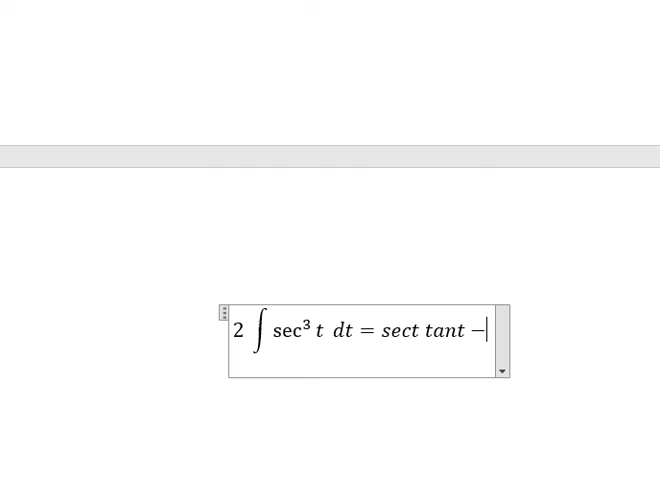 2 ∫ sec³ t dt = sect tant −